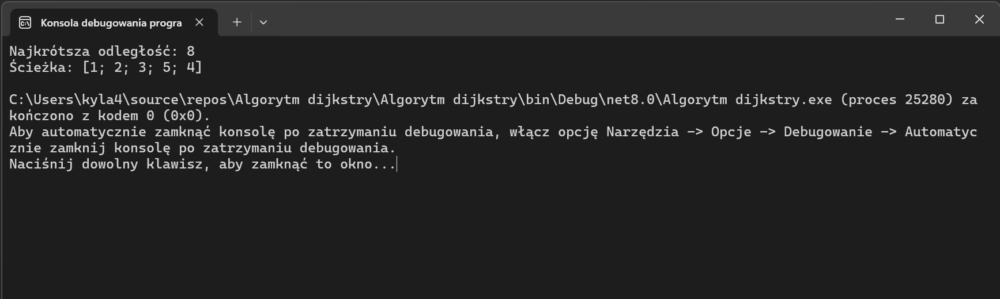 Konsola debugowania progra
Najkrótsza odległość: 8
Ścieżka: [1; 2; 3; 5; 4]
C:\Users\kyla4\source\repos\Algorytm dijkstry\Algorytm dijkstry\bin\Debug\net8.0\Algorytm dijkstry.exe (proces 25280) za
kończono z kodem 0 (0x0).
Aby automatycznie zamknąć konsolę po zatrzymaniu debugowania, włącz opcję Narzędzia -> Opcje -> Debugowanie -> Automatyc
znie zamknij konsolę po zatrzymaniu debugowania.
Naciśnij dowolny klawisz, aby zamknąć to okno...